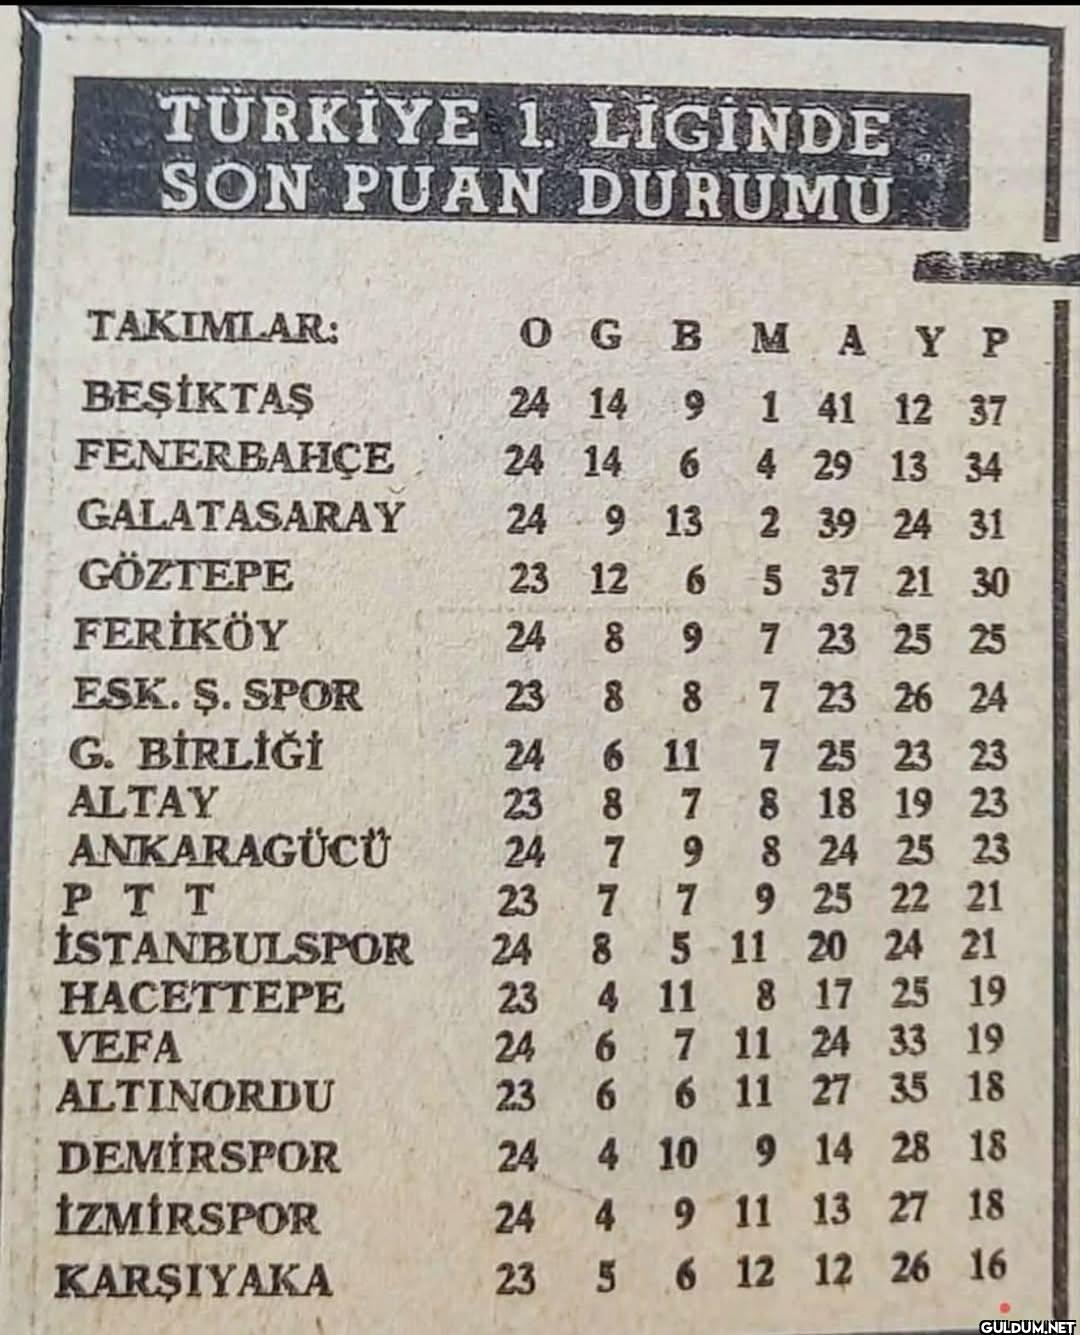 TÜRKİYE 1. LİGİNDE
SON PUAN DURUMU
TAKIMLAR: O G B M A Y P
BEŞİKTAŞ 24 14 9 1 41 12 37
FENERBAHÇE 24 14 6 4 29 13 34
GALATASARAY 24 9 13 2 39 24 31
GÖZTEPE 23 12 6 5 37 21 30
FERİKÖY 24 8 9 7 23 25 25
ESK. Ş. SPOR 23 8 8 7 23 26 24
G. BİRLİĞİ 24 6 11 7 25 23 23
ALTAY 23 8 7 8 18 19 23
ANKARAGÜCÜ 24 7 9 8 24 25 23
P T T 23 7 7 9 25 22 21
İSTANBULSPOR 24 8 5 11 20 24 21
HACETTEPE 23 4 11 8 17 25 19
VEFA 24 6 7 11 24 33 19
ALTINORDU 23 6 6 11 27 35 18
DEMİRSPOR 24 4 10 9 14 28 18
İZMİRSPOR 24 4 9 11 13 27 18
KARŞIYAKA 23 5 6 12 12 26 16
GULDUM.NET